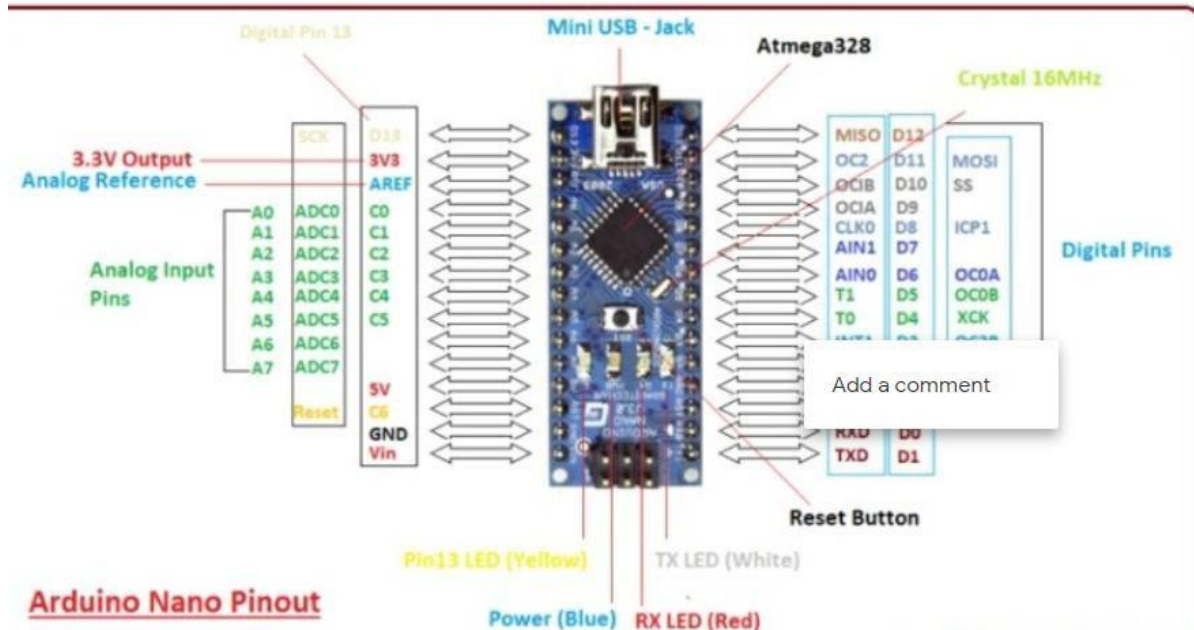 Mini USB - Jack
Digital Pin 13
Atmega328
Crystal 16MHz
SCK D13
3.3V Output 3V3
Analog Reference AREF
A0 ADC0 C0
A1 ADC1 C1
A2 ADC2 C2
A3 ADC3 C3
A4 ADC4 C4
A5 ADC5 C5
A6 ADC6
A7 ADC7
Analog Input
Pins
5V
Reset C6
GND
Vin
MISO D12
OC2 D11 MOSI
OCIB D10 SS
OCIA D9
CLK0 D8 ICP1
AIN1 D7
AIN0 D6 OC0A
T1 D5 OC0B
T0 D4 XCK
Digital Pins
Add a comment
RXD D0
TXD D1
Reset Button
Pin13 LED (Yellow)
TX LED (White)
Arduino Nano Pinout
Power (Blue) RX LED (Red)